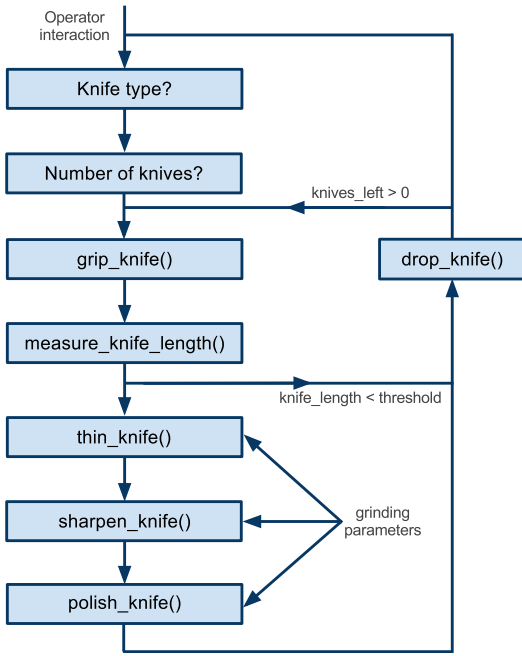 Operator
interaction
Knife type?
Number of knives?
knives_left > 0
grip_knife()
drop_knife()
measure_knife_length()
knife_length < threshold
thin_knife()
sharpen_knife()
grinding
parameters
polish_knife()